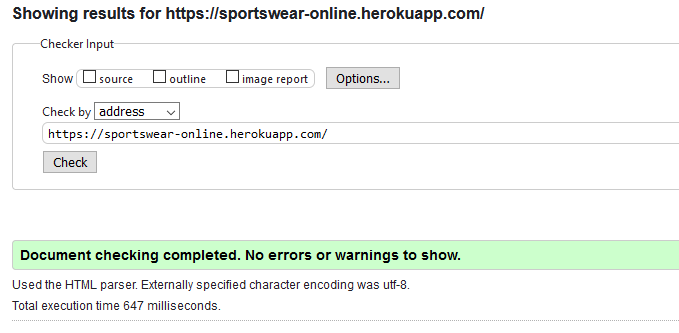 Showing results for https://sportswear-online.herokuapp.com/
Checker Input
Show source outline image report Options...
Check by address
https://sportswear-online.herokuapp.com/
Check
Document checking completed. No errors or warnings to show.
Used the HTML parser. Externally specified character encoding was utf-8.
Total execution time 647 milliseconds.